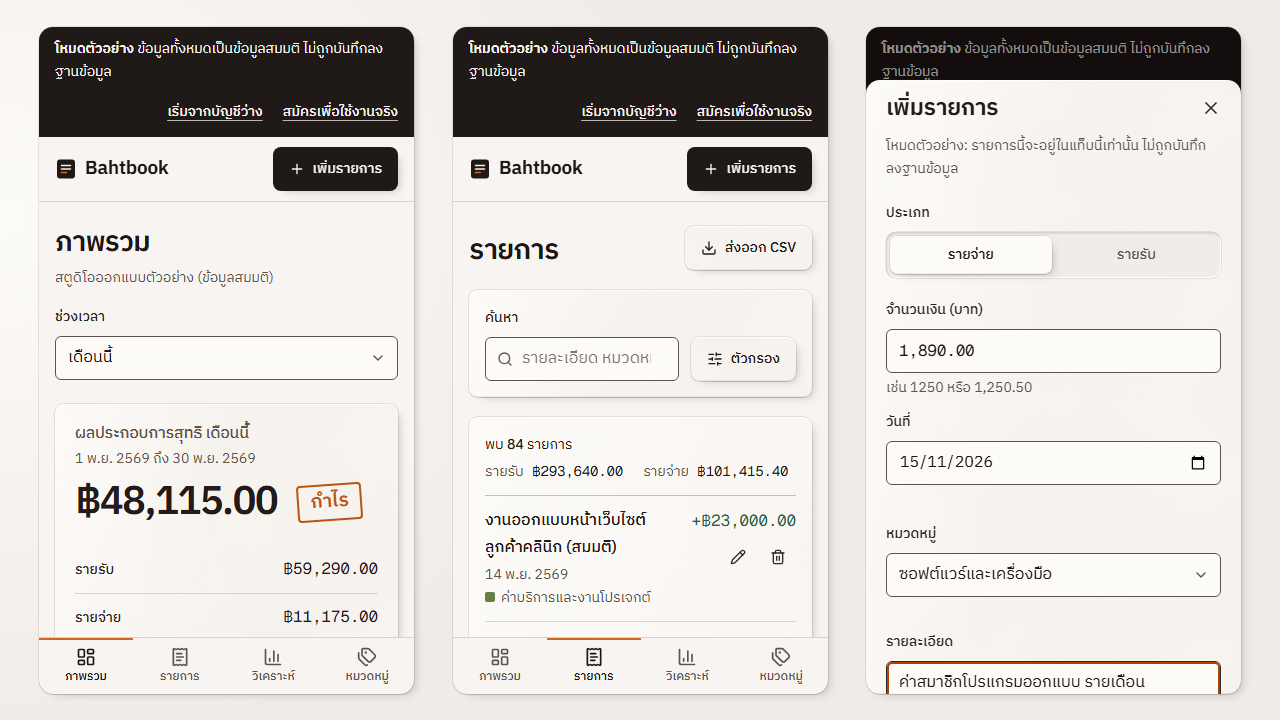 โหมดตัวอย่าง ข้อมูลทั้งหมดเป็นข้อมูลสมมติ ไม่ถูกบันทึกลง
ฐานข้อมูล
เริ่มจากบัญชีว่าง สมัครเพื่อใช้งานจริง
Bahtbook
เพิ่มรายการ
ภาพรวม
สตูดิโอออกแบบตัวอย่าง (ข้อมูลสมมติ)
ช่วงเวลา
เดือนนี้
ผลประกอบการสุทธิ เดือนนี้
1 พ.ย. 2569 ถึง 30 พ.ย. 2569
฿48,115.00 กำไร
รายรับ ฿59,290.00
รายจ่าย ฿11,175.00
ภาพรวม รายการ วิเคราะห์ หมวดหมู่
โหมดตัวอย่าง ข้อมูลทั้งหมดเป็นข้อมูลสมมติ ไม่ถูกบันทึกลง
ฐานข้อมูล
เริ่มจากบัญชีว่าง สมัครเพื่อใช้งานจริง
Bahtbook
เพิ่มรายการ
รายการ
ส่งออก CSV
ค้นหา
รายละเอียด หมวดห
ตัวกรอง
พบ 84 รายการ
รายรับ ฿293,640.00 รายจ่าย ฿101,415.40
งานออกแบบหน้าเว็บไซต์ +฿23,000.00
ลูกค้าคลินิก (สมมติ)
14 พ.ย. 2569
ค่าบริการและงานโปรเจกต์
ภาพรวม รายการ วิเคราะห์ หมวดหมู่
โหมดตัวอย่าง ข้อมูลทั้งหมดเป็นข้อมูลสมมติ ไม่ถูกบันทึกลง
ฐานข้อมูล
เพิ่มรายการ
โหมดตัวอย่าง: รายการนี้จะอยู่ในแท็บนี้เท่านั้น ไม่ถูกบันทึก
ลงฐานข้อมูล
ประเภท
รายจ่าย รายรับ
จำนวนเงิน (บาท)
1,890.00
เช่น 1250 หรือ 1,250.50
วันที่
15/11/2026
หมวดหมู่
ซอฟต์แวร์และเครื่องมือ
รายละเอียด
ค่าสมาชิกโปรแกรมออกแบบ รายเดือน